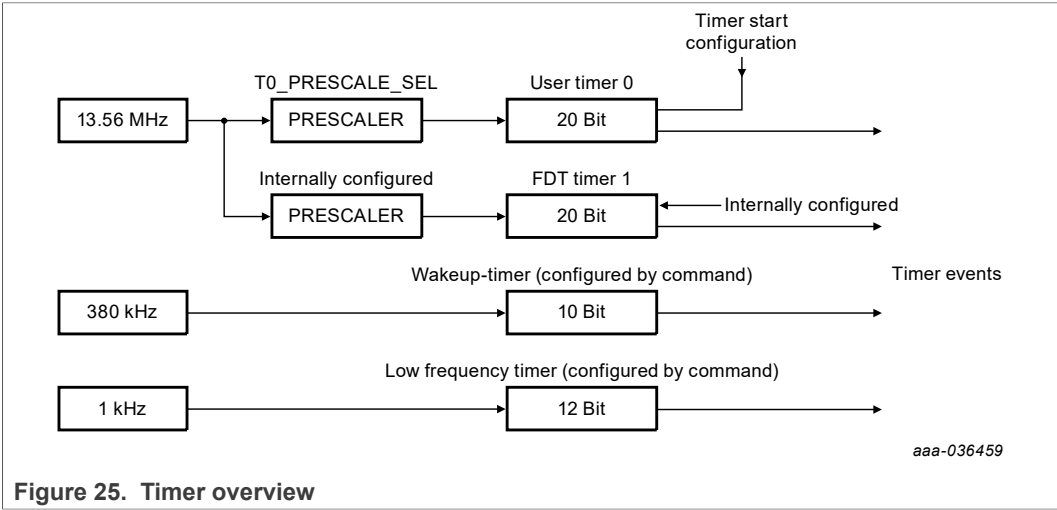 Timer start
configuration
T0_PRESCALE_SEL
User timer 0
13.56 MHz
PRESCALER
20 Bit
Internally configured
FDT timer 1
PRESCALER
20 Bit
Internally configured
Wakeup-timer (configured by command)
Timer events
380 kHz
10 Bit
Low frequency timer (configured by command)
1 kHz
12 Bit
aaa-036459
Figure 25. Timer overview